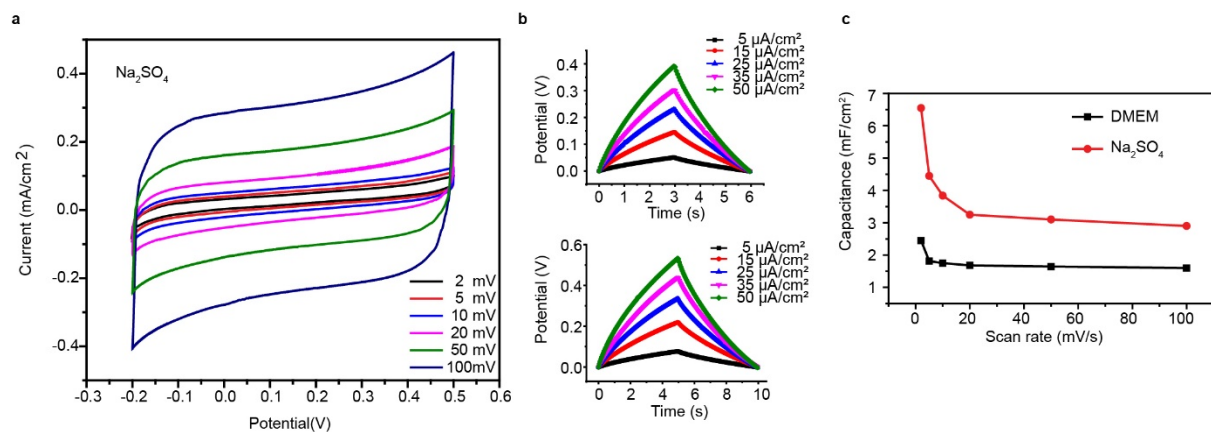 a
Na₂SO₄
Current (mA/cm²)
0.4
0.2
0.0
-0.2
-0.4
2 mV
5 mV
10 mV
20 mV
50 mV
100mV
-0.3 -0.2 -0.1 0.0 0.1 0.2 0.3 0.4 0.5 0.6
Potential(V)
b
5 µA/cm²
15 µA/cm²
25 µA/cm²
35 µA/cm²
50 µA/cm²
Potential (V)
0.4
0.3
0.2
0.1
0.0
0 1 2 3 4 5 6
Time (s)
5 µA/cm²
15 µA/cm²
25 µA/cm²
35 µA/cm²
50 µA/cm²
Potential (V)
0.6
0.4
0.2
0.0
0 2 4 6 8 10
Time (s)
c
Capacitance (mF/cm²)
7
6
5
4
3
2
1
DMEM
Na₂SO₄
0 20 40 60 80 100
Scan rate (mV/s)